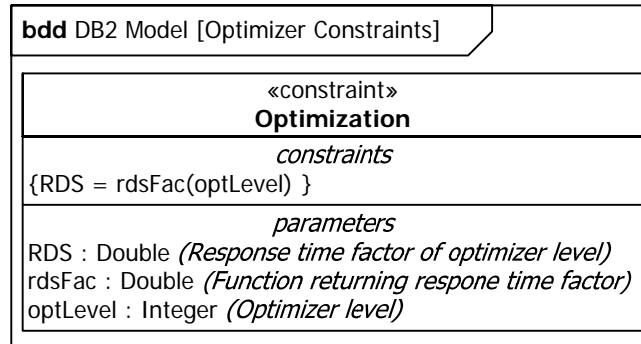 bdd DB2 Model [Optimizer Constraints]
«constraint»
Optimization
constraints
{RDS = rdsFac(optLevel) }
parameters
RDS : Double (Response time factor of optimizer level)
rdsFac : Double (Function returning respone time factor)
optLevel : Integer (Optimizer level)